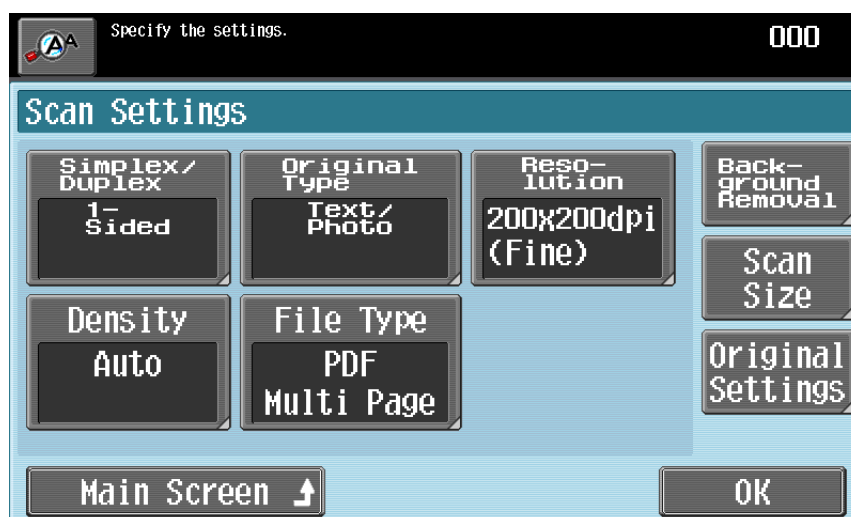 AA
Specify the settings.
000
Scan Settings
Simplex/
Duplex
1-
Sided
Original
Type
Text/
Photo
Reso-
lution
200x200dpi
(Fine)
Back-
ground
Removal
Scan
Size
Density
Auto
File Type
PDF
Multi Page
Original
Settings
Main Screen
OK